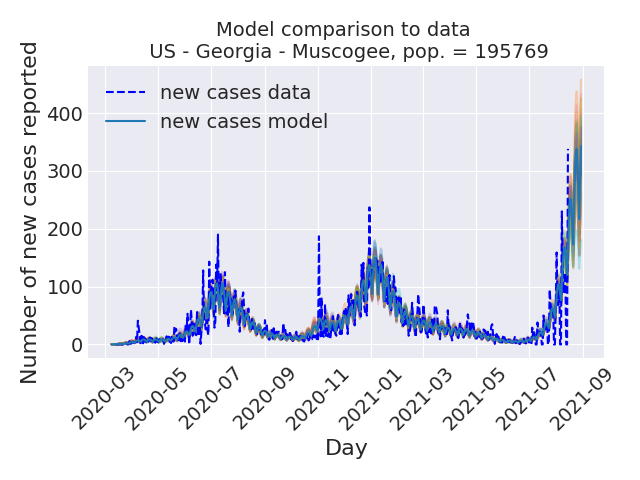 Model comparison to data
US - Georgia - Muscogee, pop. = 195769
Number of new cases reported
400
300
200
100
0
new cases data
new cases model
2020-03
2020-05
2020-07
2020-09
2020-11
2021-01
2021-03
2021-05
2021-07
2021-09
Day